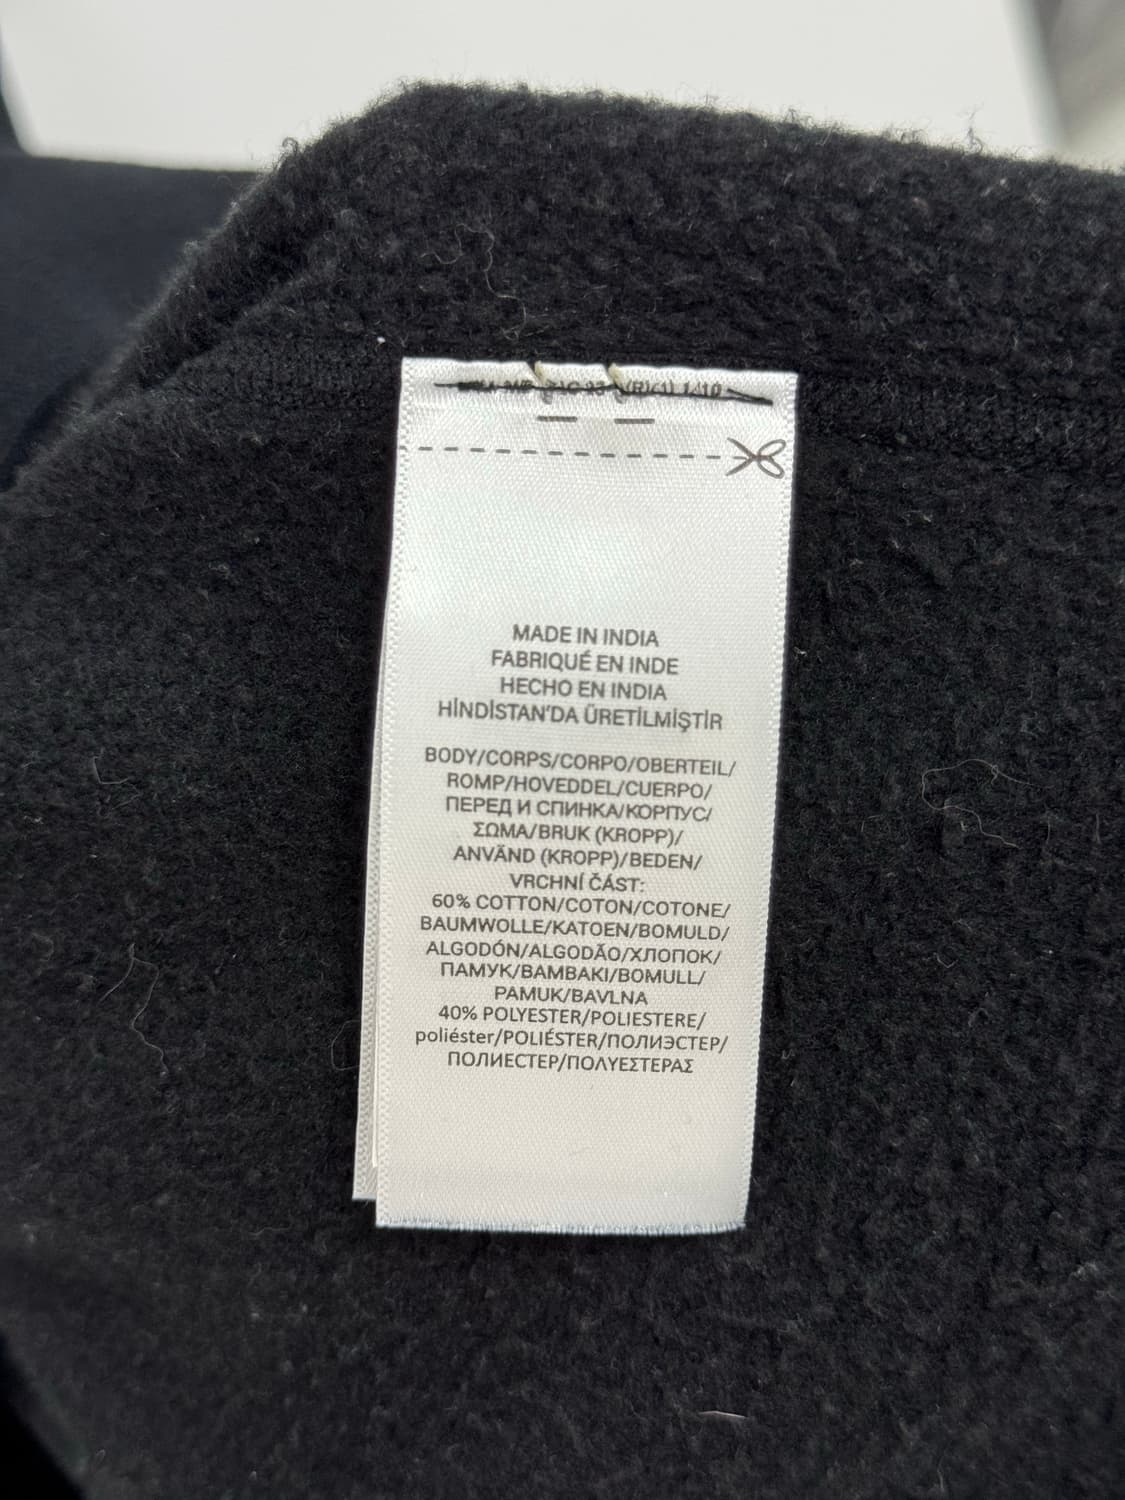 MADE IN INDIA
FABRIQUÉ EN INDE
HECHO EN INDIA
HİNDİSTAN'DA ÜRETİLMİŞTİR
BODY/CORPS/CORPO/OBERTEIL/
ROMP/HOVEDDEL/CUERPO/
ПЕРЕД И СПИНКА/КОРПУС/
ΣΩΜΑ/BRUK (KROPP)/
ANVÄND (KROPP)/BEDEN/
VRCHNÍ ČÁST:
60% COTTON/COTON/COTONE/
BAUMWOLLE/KATOEN/BOMULD/
ALGODÓN/ALGODÃO/ХЛОПОК/
ПАМУК/ΒΑΜΒΑΚΙ/BOMULL/
PAMUK/BAVLNA
40% POLYESTER/POLIESTERE/
poliéster/POLIÉSTER/ПОЛИЭСТЕР/
ПОЛИЕСТЕР/ΠΟΛΥΕΣΤΕΡΑΣ